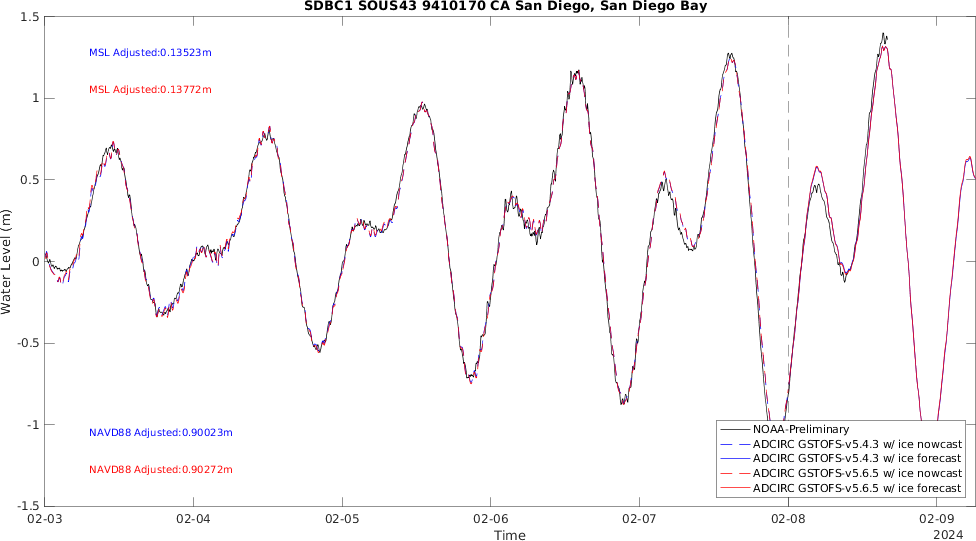 SDBC1 SOUS43 9410170 CA San Diego, San Diego Bay
1.5
MSL Adjusted:0.13523m
MSL Adjusted:0.13772m
1
0.5
Water Level (m)
0
-0.5
-1
NAVD88 Adjusted:0.90023m
NAVD88 Adjusted:0.90272m
NOAA-Preliminary
ADCIRC GSTOFS-v5.4.3 w/ ice nowcast
ADCIRC GSTOFS-v5.4.3 w/ ice forecast
ADCIRC GSTOFS-v5.6.5 w/ ice nowcast
ADCIRC GSTOFS-v5.6.5 w/ ice forecast
-1.5
02-03 02-04 02-05 02-06 02-07 02-08 02-09
Time
2024